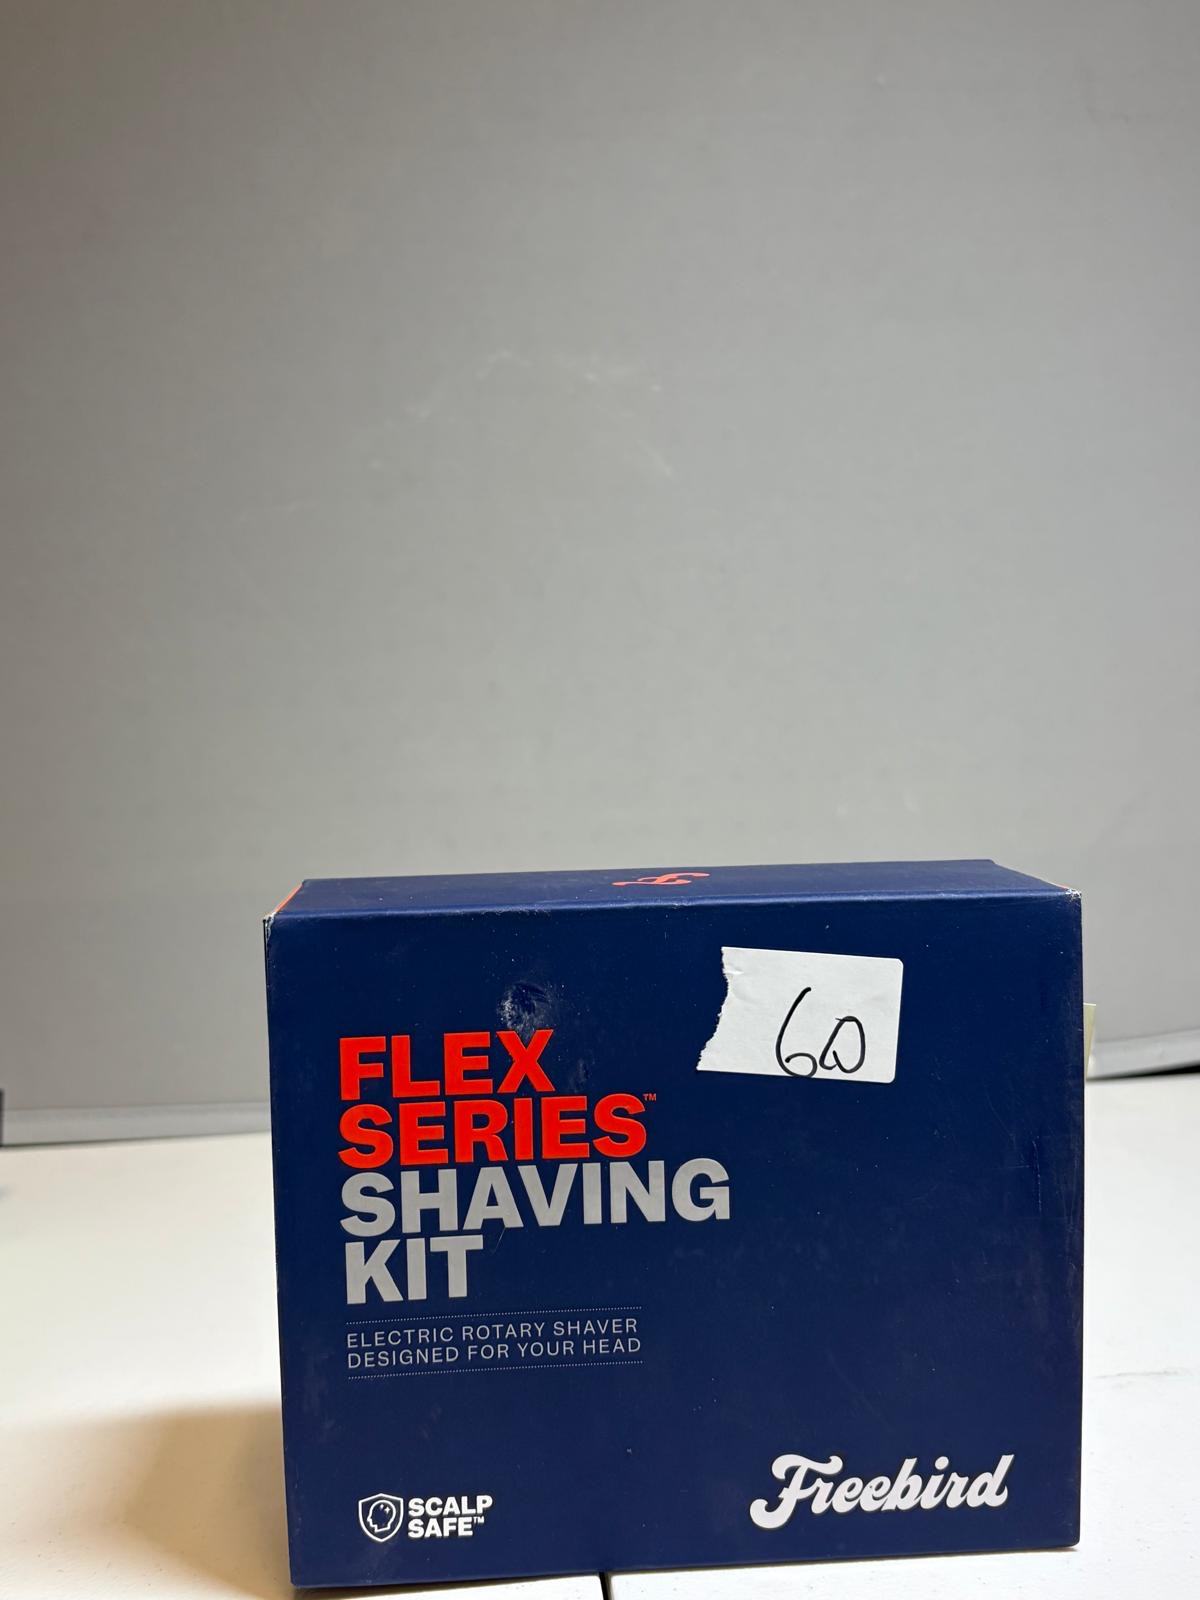 60
FLEX
SERIES™
SHAVING
KIT
ELECTRIC ROTARY SHAVER
DESIGNED FOR YOUR HEAD
SCALP
SAFE™
Freebird